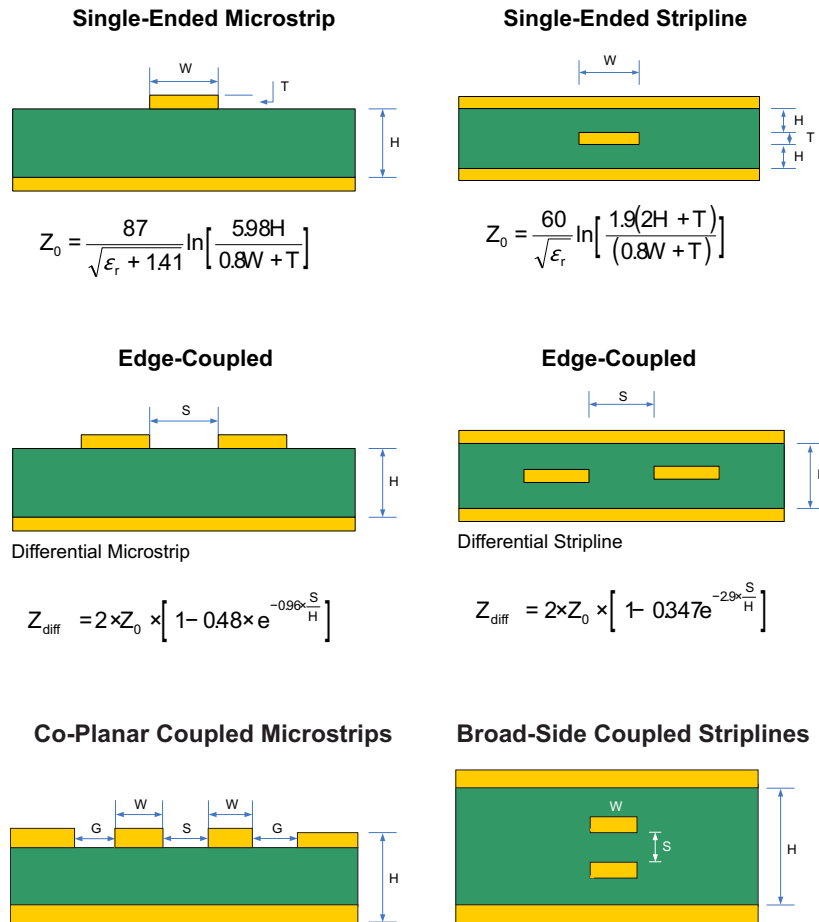 Single-Ended Microstrip
W
T
H
Z0 = 87 / √(εr + 1.41) ln[5.98H / 0.8W + T]
Single-Ended Stripline
W
H
T
H
Z0 = 60 / √εr ln[1.9(2H + T) / (0.8W + T)]
Edge-Coupled
S
H
Differential Microstrip
Zdiff = 2×Z0 ×[1− 0.48× e^(−0.96× S/H)]
Edge-Coupled
S
Differential Stripline
Zdiff = 2×Z0 ×[1− 0.347e^(−2.9× S/H)]
Co-Planar Coupled Microstrips
W W
G S G
H
Broad-Side Coupled Striplines
W
S
H